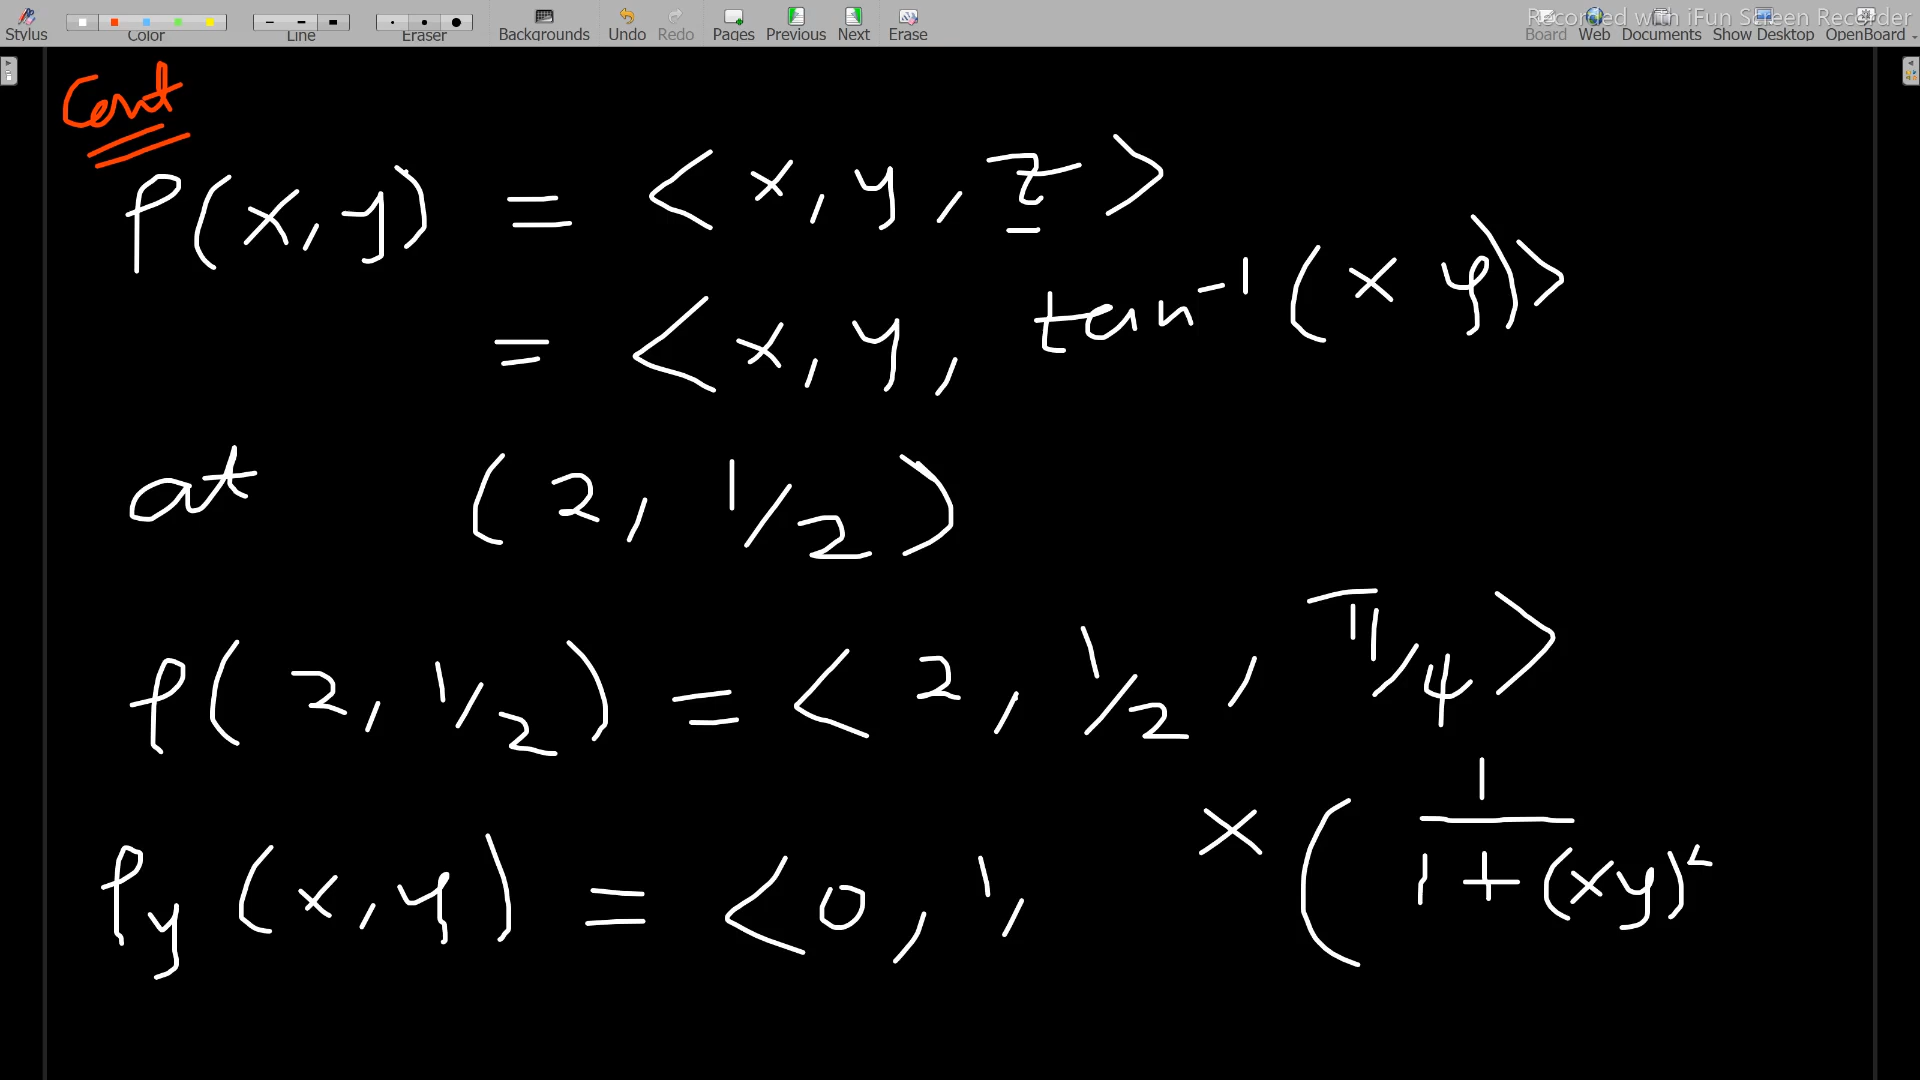 Recorded with iFun Screen Recorder
Stylus Color Line Eraser Backgrounds Undo Redo Pages Previous Next Erase Board Web Documents Show Desktop OpenBoard
Cont
P(x,y) = <x, y, z>
= <x, y, tan⁻¹(xy)>
at (2, 1/2)
P(2, 1/2) = <2, 1/2, π/4>
Py(x,y) = <0, 1, x(1/1+(xy)²